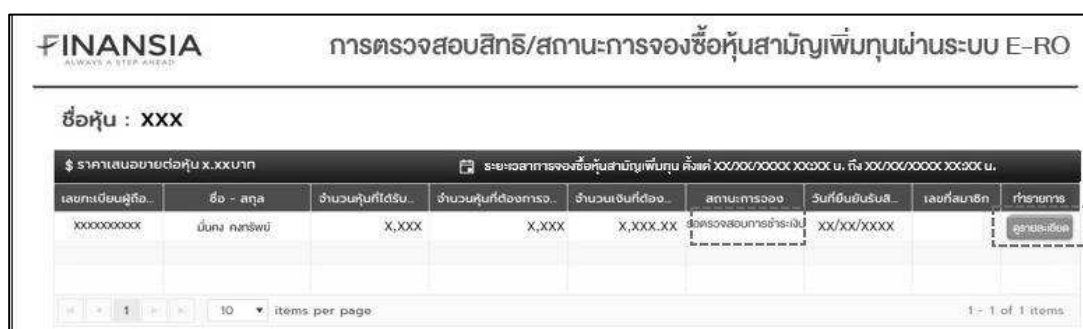 FINANSIA การตรวจสอบสิทธิ/สถานะการจองซื้อหุ้นสามัญเพิ่มทุนผ่านระบบ E-RO
ALWAYS A STEP AHEAD
ชื่อหุ้น : XXX
$ ราคาเสนอขายต่อหุ้น x.xxบาท ระยะเวลาการจองซื้อหุ้นสามัญเพิ่มทุน ตั้งแต่ XX/XX/XXXX XX:XX น. ถึง XX/XX/XXXX XX:XX น.
เลขทะเบียนผู้ถือ... ชื่อ - สกุล จำนวนหุ้นที่ได้รับ... จำนวนหุ้นที่ต้องการจ... จำนวนเงินที่ต้อง... สถานะการจอง วันที่ยืนยันรับสิ... เลขที่สมาชิก ทำรายการ
XXXXXXXXXX มั่นคง คงทรัพย์ X,XXX X,XXX X,XXX.XX รอตรวจสอบการชำระเงิน XX/XX/XXXX ดูรายละเอียด
1 10 items per page 1 - 1 of 1 items